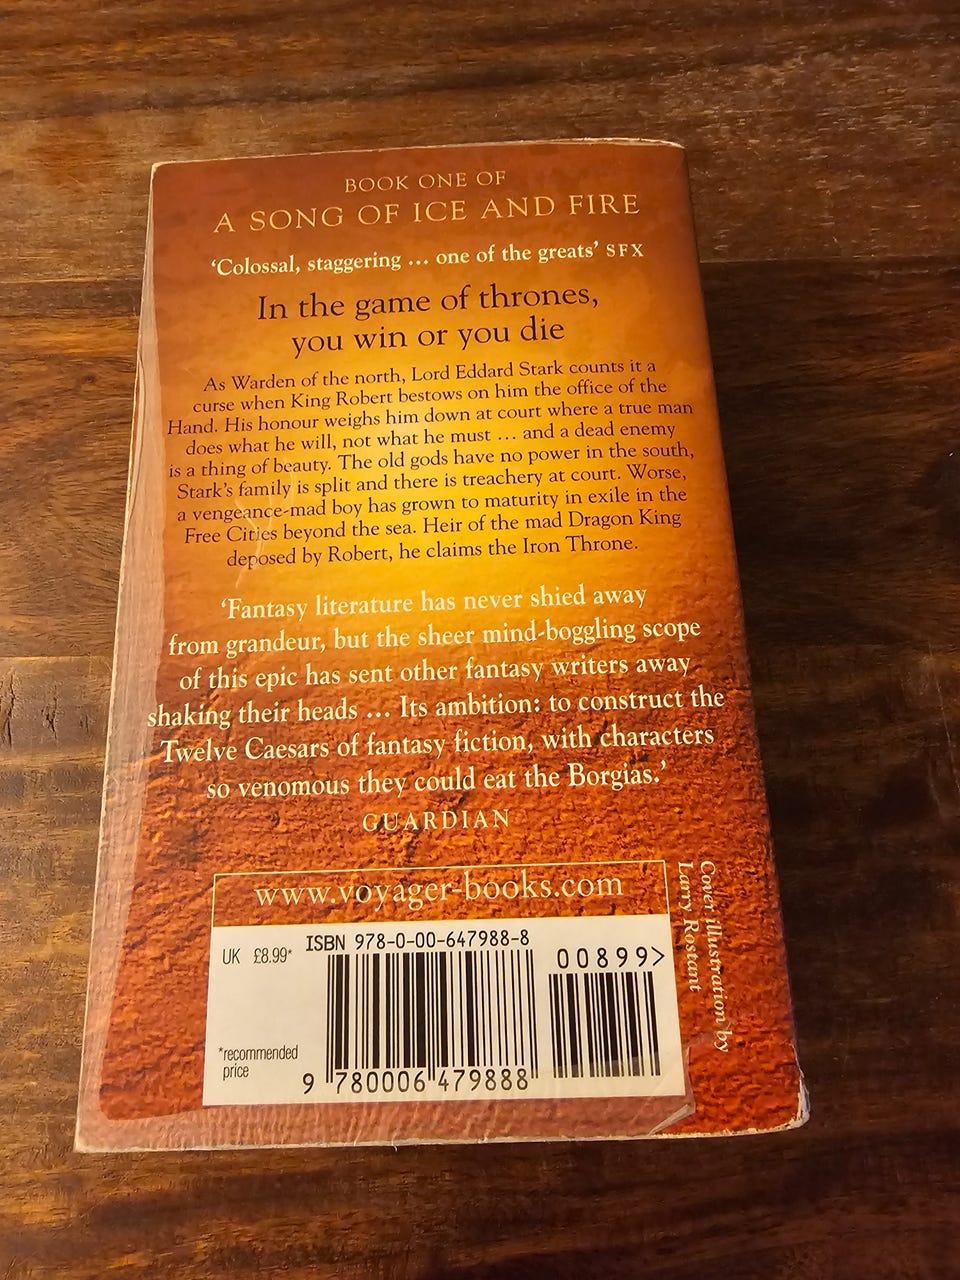 BOOK ONE OF
A SONG OF ICE AND FIRE
‘Colossal, staggering ... one of the greats’ SFX
In the game of thrones,
you win or you die
As Warden of the north, Lord Eddard Stark counts it a
curse when King Robert bestows on him the office of the
Hand. His honour weighs him down at court where a true man
does what he will, not what he must ... and a dead enemy
is a thing of beauty. The old gods have no power in the south,
Stark’s family is split and there is treachery at court. Worse,
a vengeance-mad boy has grown to maturity in exile in the
Free Cities beyond the sea. Heir of the mad Dragon King
deposed by Robert, he claims the Iron Throne.
‘Fantasy literature has never shied away
from grandeur, but the sheer mind-boggling scope
of this epic has sent other fantasy writers away
shaking their heads ... Its ambition: to construct the
Twelve Caesars of fantasy fiction, with characters
so venomous they could eat the Borgias.’
GUARDIAN
www.voyager-books.com
ISBN 978-0-00-647988-8
UK £8.99*
00899>
*recommended
price
9 780006 479888
Cover illustration by
Larry Rostant